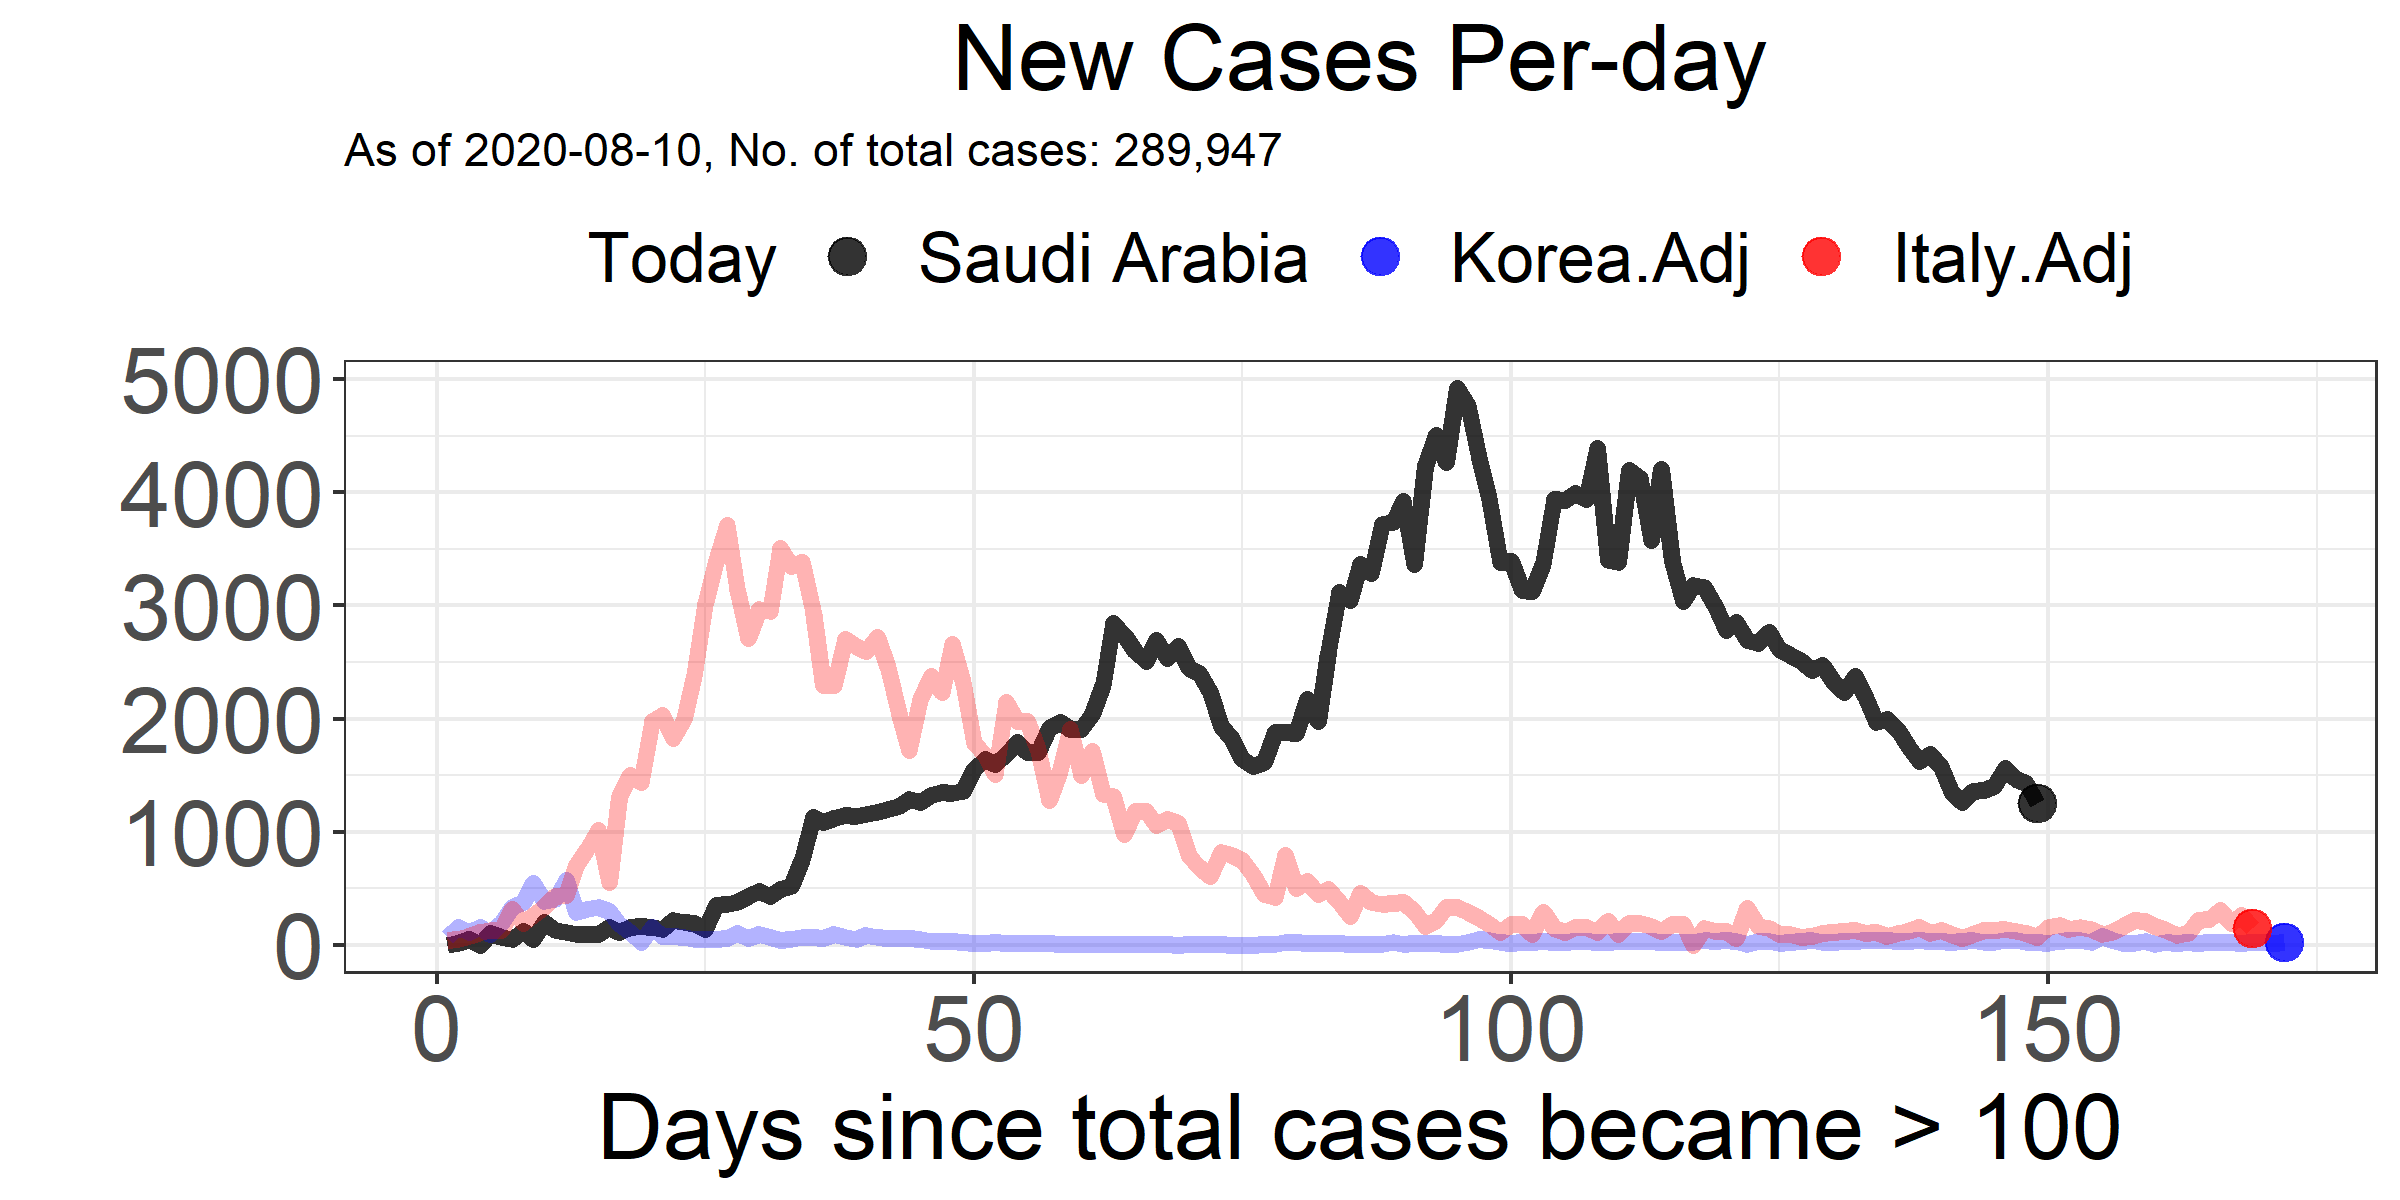 New Cases Per-day
As of 2020-08-10, No. of total cases: 289,947
Today Saudi Arabia Korea.Adj Italy.Adj
5000
4000
3000
2000
1000
0
0 50 100 150
Days since total cases became > 100